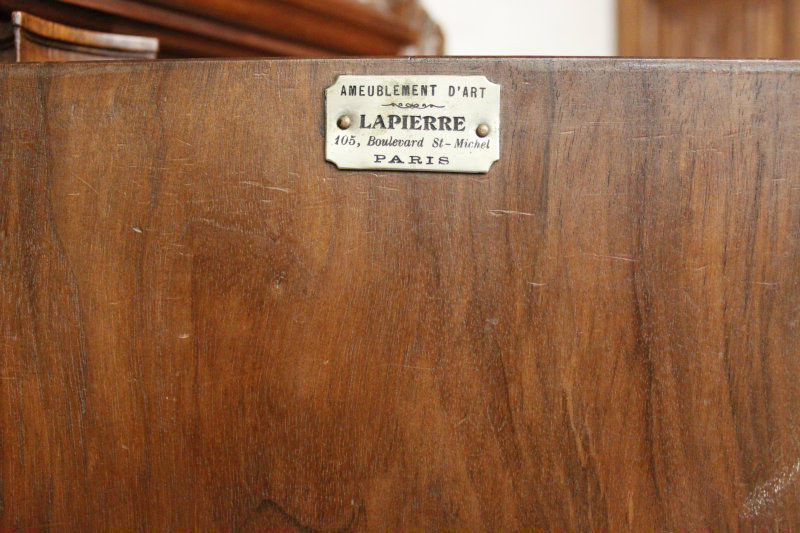 AMEUBLEMENT D'ART
LAPIERRE
105, Boulevard St-Michel
PARIS